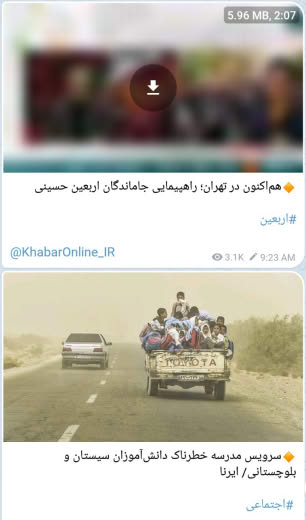 5.96 MB, 2:07
🔸هم‌اکنون در تهران؛ راهپیمایی جاماندگان اربعین حسینی
#اربعین
@KhabarOnline_IR
3.1K 9:23 AM
TOYOTA
🔸سرویس مدرسه خطرناک دانش‌آموزان سیستان و
بلوچستانی/ ایرنا
#اجتماعی